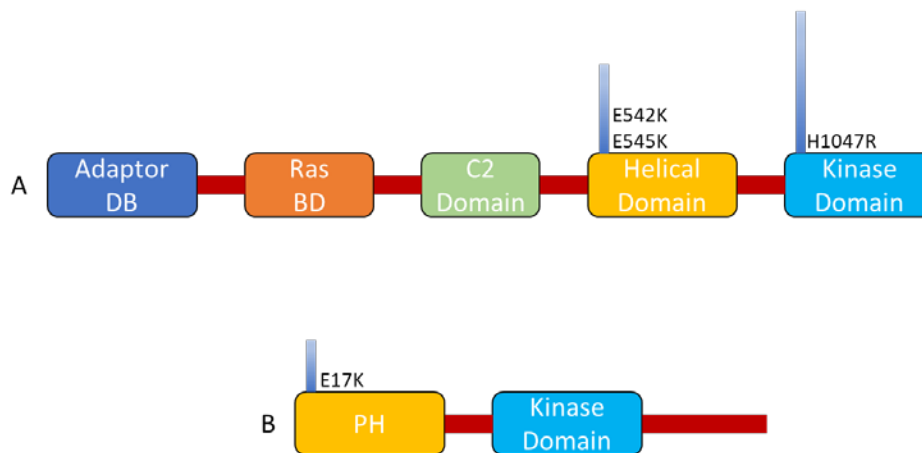 E542K
E545K
H1047R
A
Adaptor
DB
Ras
BD
C2
Domain
Helical
Domain
Kinase
Domain
E17K
B
PH
Kinase
Domain